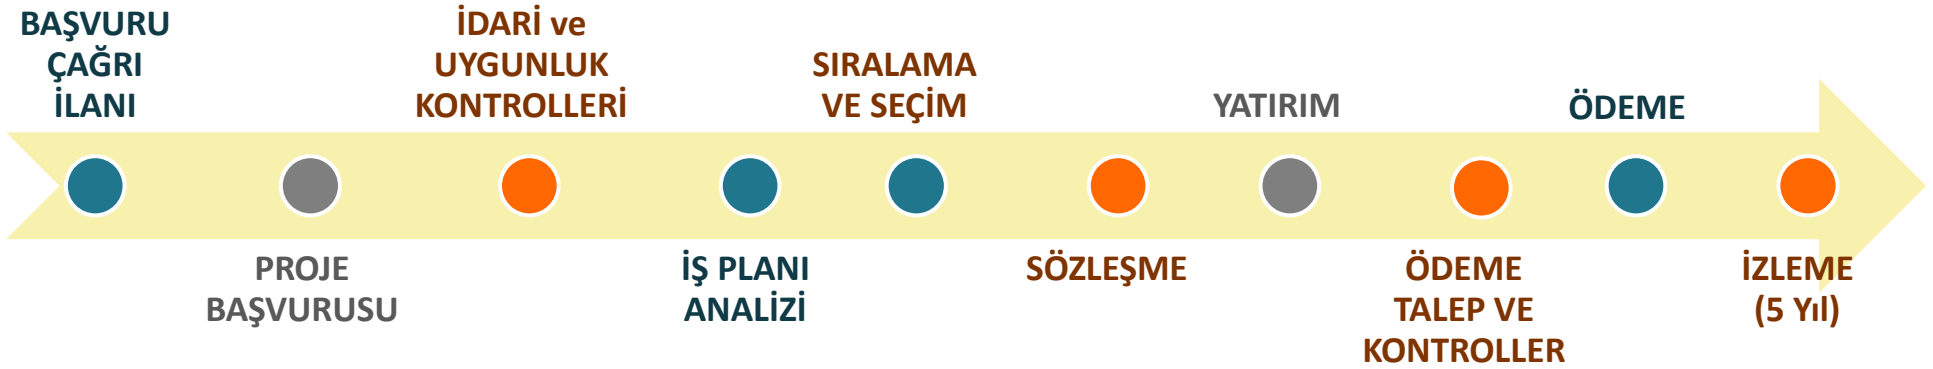 BAŞVURU
ÇAĞRI
İLANI
PROJE
BAŞVURUSU
İDARİ ve
UYGUNLUK
KONTROLLERİ
İŞ PLANI
ANALİZİ
SIRALAMA
VE SEÇİM
SÖZLEŞME
YATIRIM
ÖDEME
TALEP VE
KONTROLLER
ÖDEME
İZLEME
(5 Yıl)